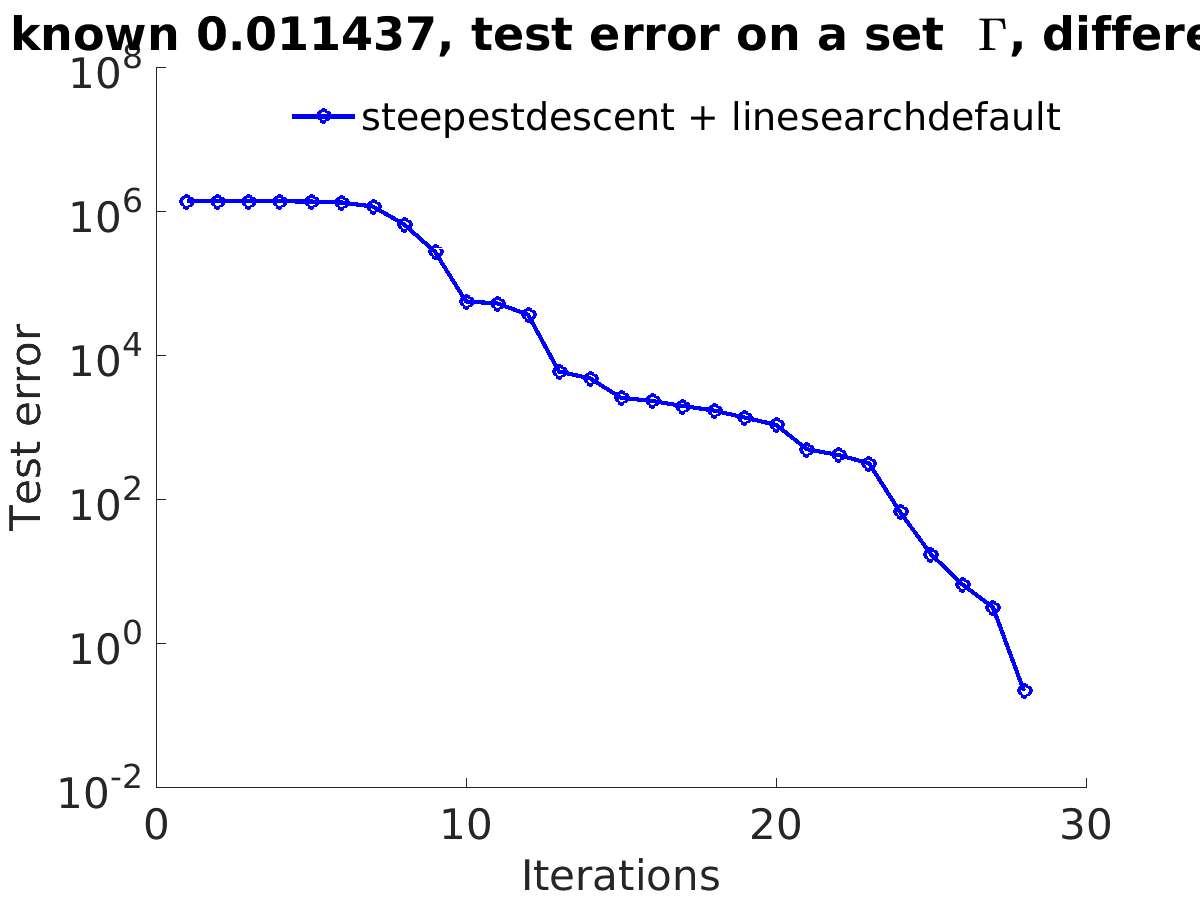 known 0.011437, test error on a set Γ, differe
10^8
steepestdescent + linesearchdefault
10^6
10^4
10^2
10^0
10^-2
Test error
0 10 20 30
Iterations